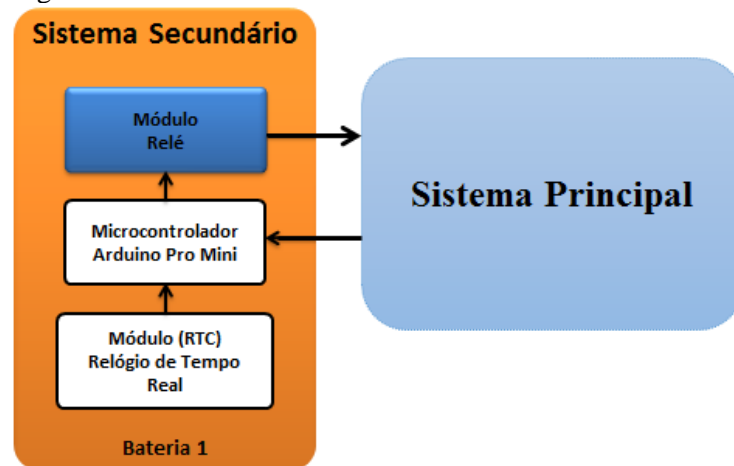 Sistema Secundário
Módulo
Relé
Microcontrolador
Arduino Pro Mini
Módulo (RTC)
Relógio de Tempo
Real
Bateria 1
Sistema Principal